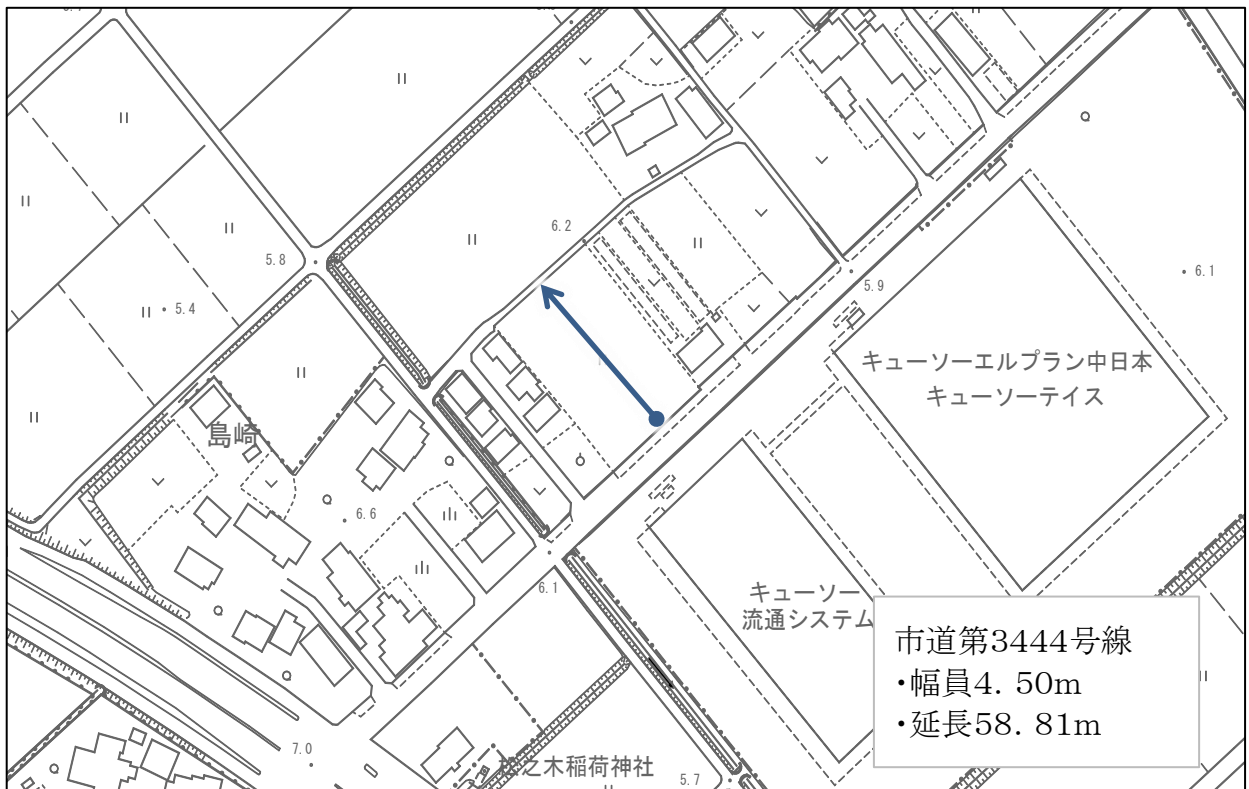 5.8
6.2
5.9
6.1
5.4
キューソーエルプラン中日本
キューソーテイス
島崎
6.6
6.1
キューソー
流通システム
市道第3444号線
・幅員4.50m
・延長58.81m
7.0
之木稲荷神社
5.7